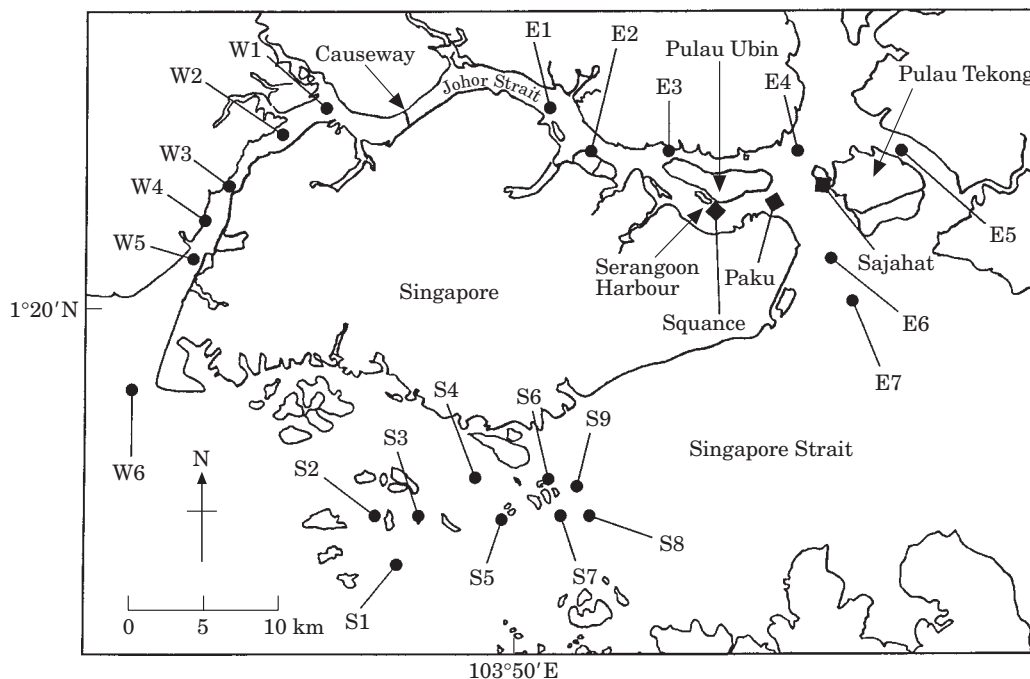 E1
E2
Pulau Ubin
Causeway
W1
W2
Johor Strait
E3
E4
Pulau Tekong
W3
W4
W5
E5
Serangoon
Harbour
Paku
Sajahat
Singapore
1°20′N
Squance
E6
E7
S4
S6
S9
S3
Singapore Strait
W6
N
S2
S8
S5
S7
S1
0 5 10 km
103°50′E